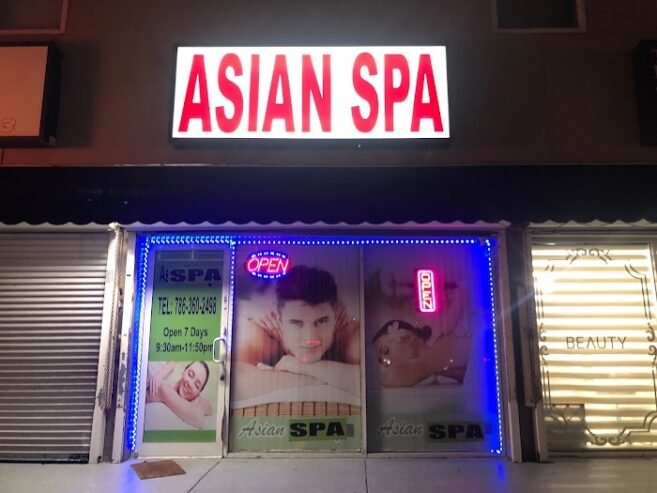 ASIAN SPA
Asian SPA
TEL: 786-360-2498
Open 7 Days
9:30am-11:50pm
OPEN
OPEN
Asian SPA
Asian SPA
BEAUTY